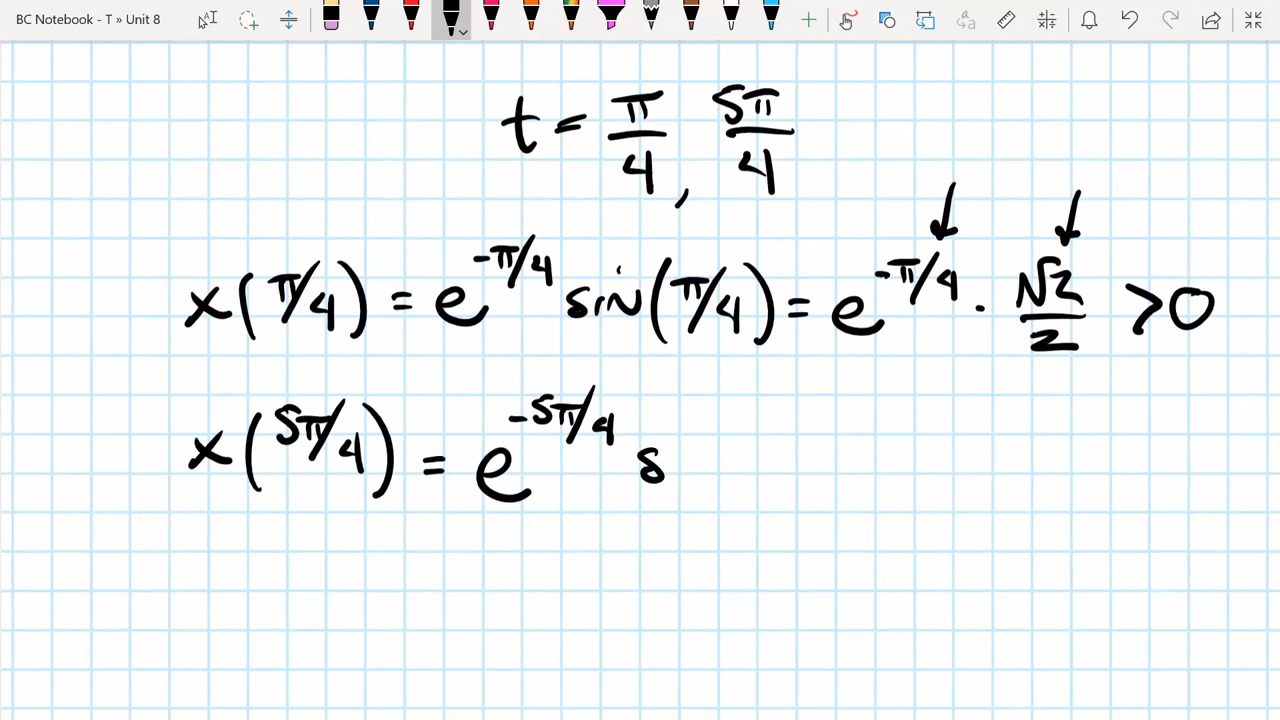 BC Notebook - T » Unit 8
t = π/4, 5π/4
x(π/4) = e^(-π/4) sin(π/4) = e^(-π/4) · √2/2 >0
x(5π/4) = e^(-5π/4) s